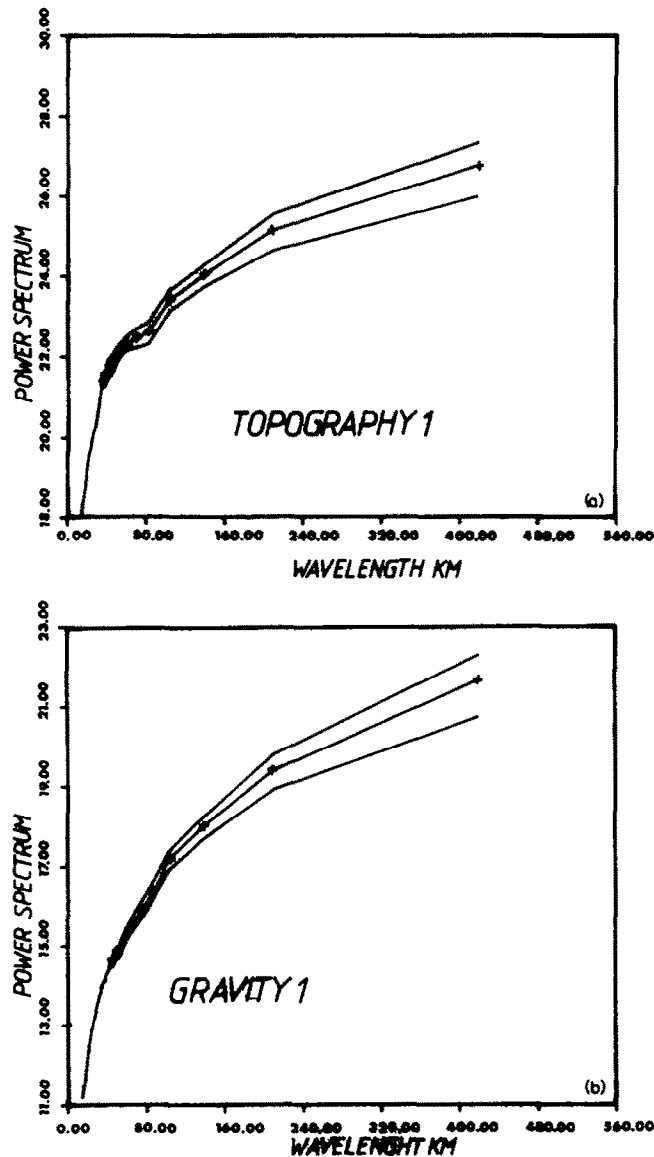 30.00
28.00
26.00
24.00
22.00
20.00
18.00
POWER SPECTRUM
TOPOGRAPHY 1
(a)
0.00 80.00 160.00 240.00 320.00 400.00 480.00 560.00
WAVELENGTH KM
23.00
21.00
19.00
17.00
15.00
13.00
11.00
POWER SPECTRUM
GRAVITY 1
(b)
0.00 80.00 160.00 240.00 320.00 400.00 480.00 560.00
WAVELENGHT KM